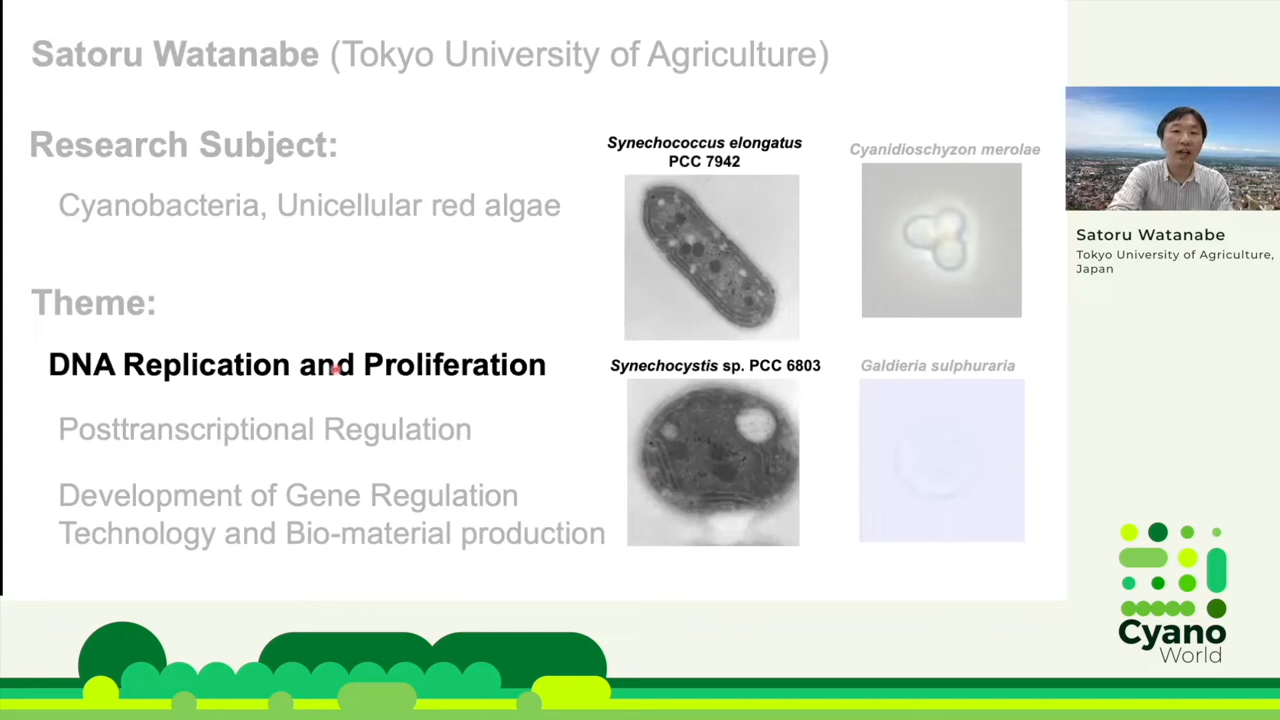 Satoru Watanabe (Tokyo University of Agriculture)
Research Subject:
Cyanobacteria, Unicellular red algae
Theme:
DNA Replication and Proliferation
Posttranscriptional Regulation
Development of Gene Regulation
Technology and Bio-material production
Synechococcus elongatus
PCC 7942
Cyanidioschyzon merolae
Synechocystis sp. PCC 6803
Galdieria sulphuraria
Satoru Watanabe
Tokyo University of Agriculture,
Japan
Cyano
World